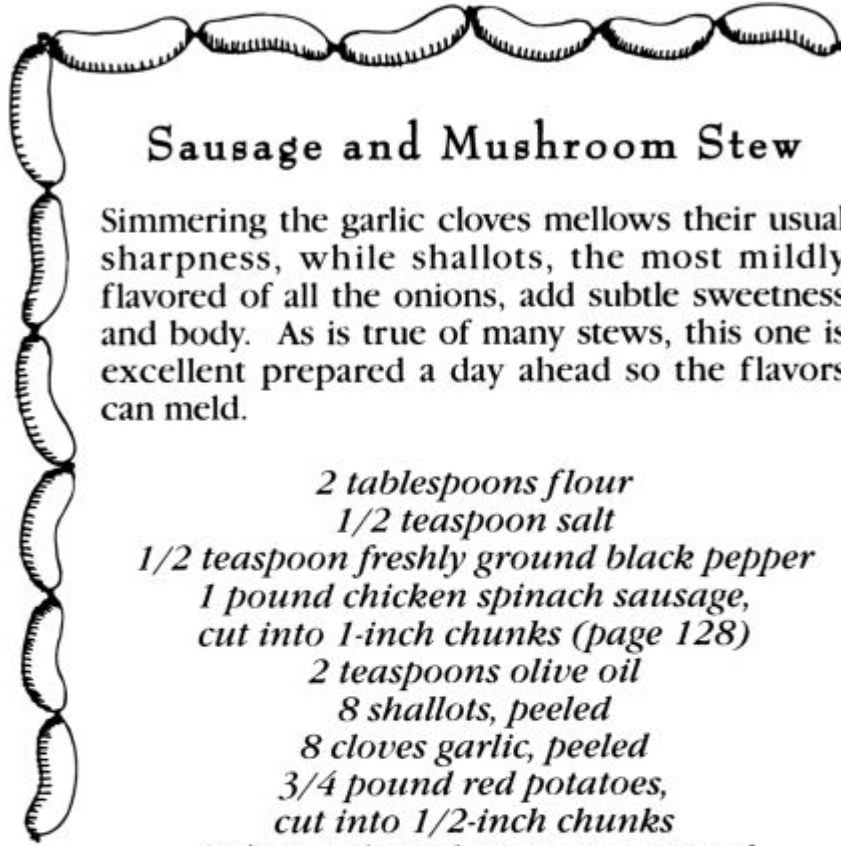 Sausage and Mushroom Stew
Simmering the garlic cloves mellows their usual
sharpness, while shallots, the most mildly
flavored of all the onions, add subtle sweetness
and body. As is true of many stews, this one is
excellent prepared a day ahead so the flavors
can meld.
2 tablespoons flour
1/2 teaspoon salt
1/2 teaspoon freshly ground black pepper
1 pound chicken spinach sausage,
cut into 1-inch chunks (page 128)
2 teaspoons olive oil
8 shallots, peeled
8 cloves garlic, peeled
3/4 pound red potatoes,
cut into 1/2-inch chunks